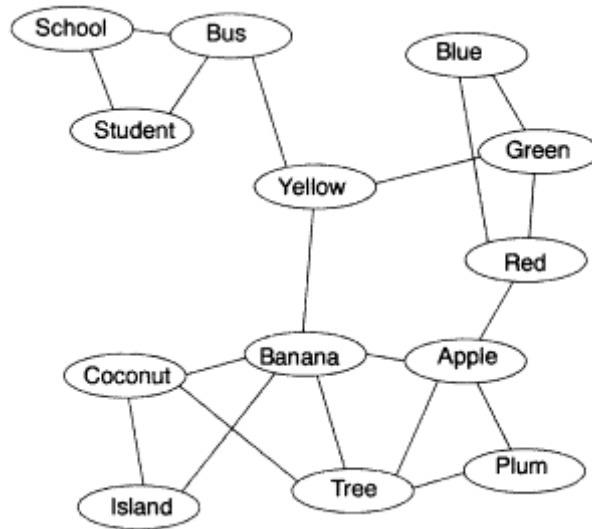 School
Bus
Blue
Student
Green
Yellow
Red
Banana
Apple
Coconut
Plum
Tree
Island